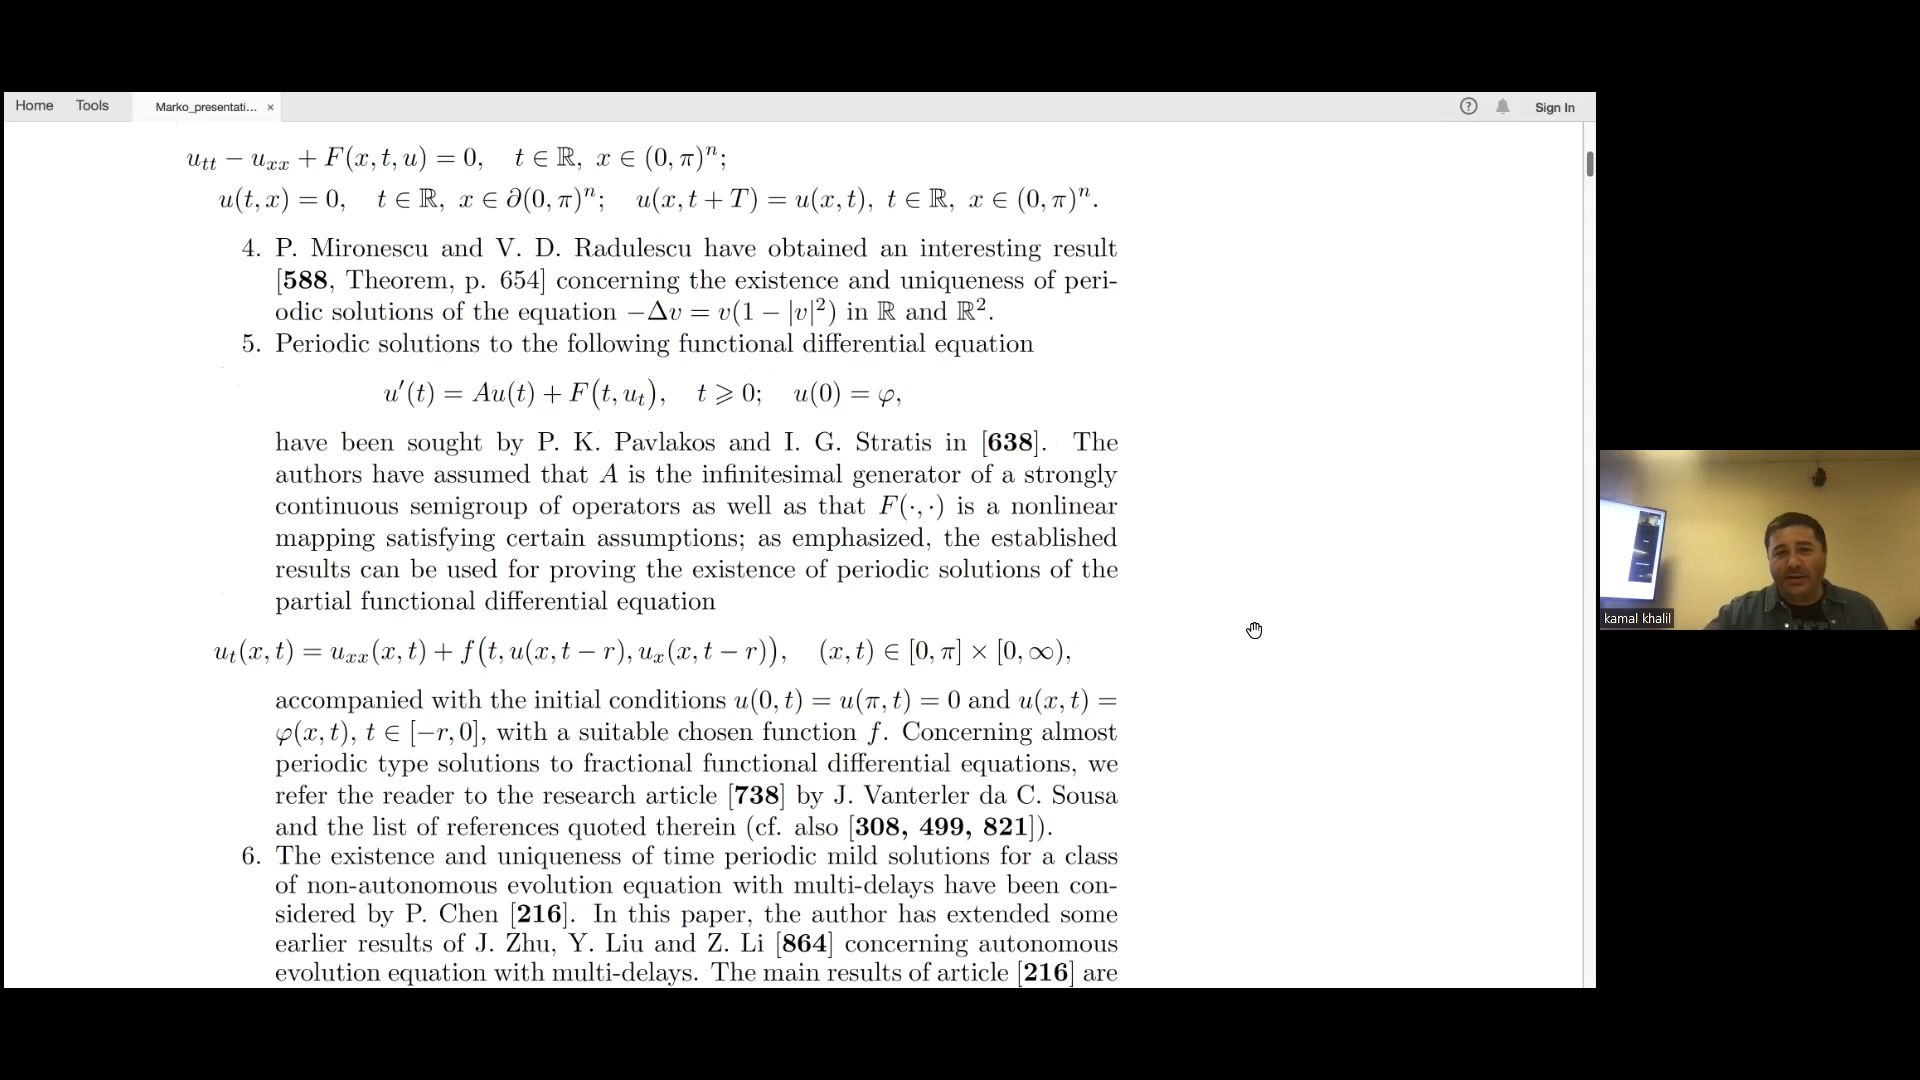 Home Tools Marko_presentati... × ? Sign In
u_{tt} − u_{xx} + F(x, t, u) = 0, t ∈ ℝ, x ∈ (0, π)^n;
u(t, x) = 0, t ∈ ℝ, x ∈ ∂(0, π)^n; u(x, t + T) = u(x, t), t ∈ ℝ, x ∈ (0, π)^n.
4. P. Mironescu and V. D. Radulescu have obtained an interesting result
[588, Theorem, p. 654] concerning the existence and uniqueness of peri-
odic solutions of the equation −Δv = v(1 − |v|²) in ℝ and ℝ².
5. Periodic solutions to the following functional differential equation
u′(t) = Au(t) + F(t, u_t), t ⩾ 0; u(0) = φ,
have been sought by P. K. Pavlakos and I. G. Stratis in [638]. The
authors have assumed that A is the infinitesimal generator of a strongly
continuous semigroup of operators as well as that F(·, ·) is a nonlinear
mapping satisfying certain assumptions; as emphasized, the established
results can be used for proving the existence of periodic solutions of the
partial functional differential equation
u_t(x, t) = u_{xx}(x, t) + f(t, u(x, t − r), u_x(x, t − r)), (x, t) ∈ [0, π] × [0, ∞),
accompanied with the initial conditions u(0, t) = u(π, t) = 0 and u(x, t) =
φ(x, t), t ∈ [−r, 0], with a suitable chosen function f. Concerning almost
periodic type solutions to fractional functional differential equations, we
refer the reader to the research article [738] by J. Vanterler da C. Sousa
and the list of references quoted therein (cf. also [308, 499, 821]).
6. The existence and uniqueness of time periodic mild solutions for a class
of non-autonomous evolution equation with multi-delays have been con-
sidered by P. Chen [216]. In this paper, the author has extended some
earlier results of J. Zhu, Y. Liu and Z. Li [864] concerning autonomous
evolution equation with multi-delays. The main results of article [216] are
kamal khalil